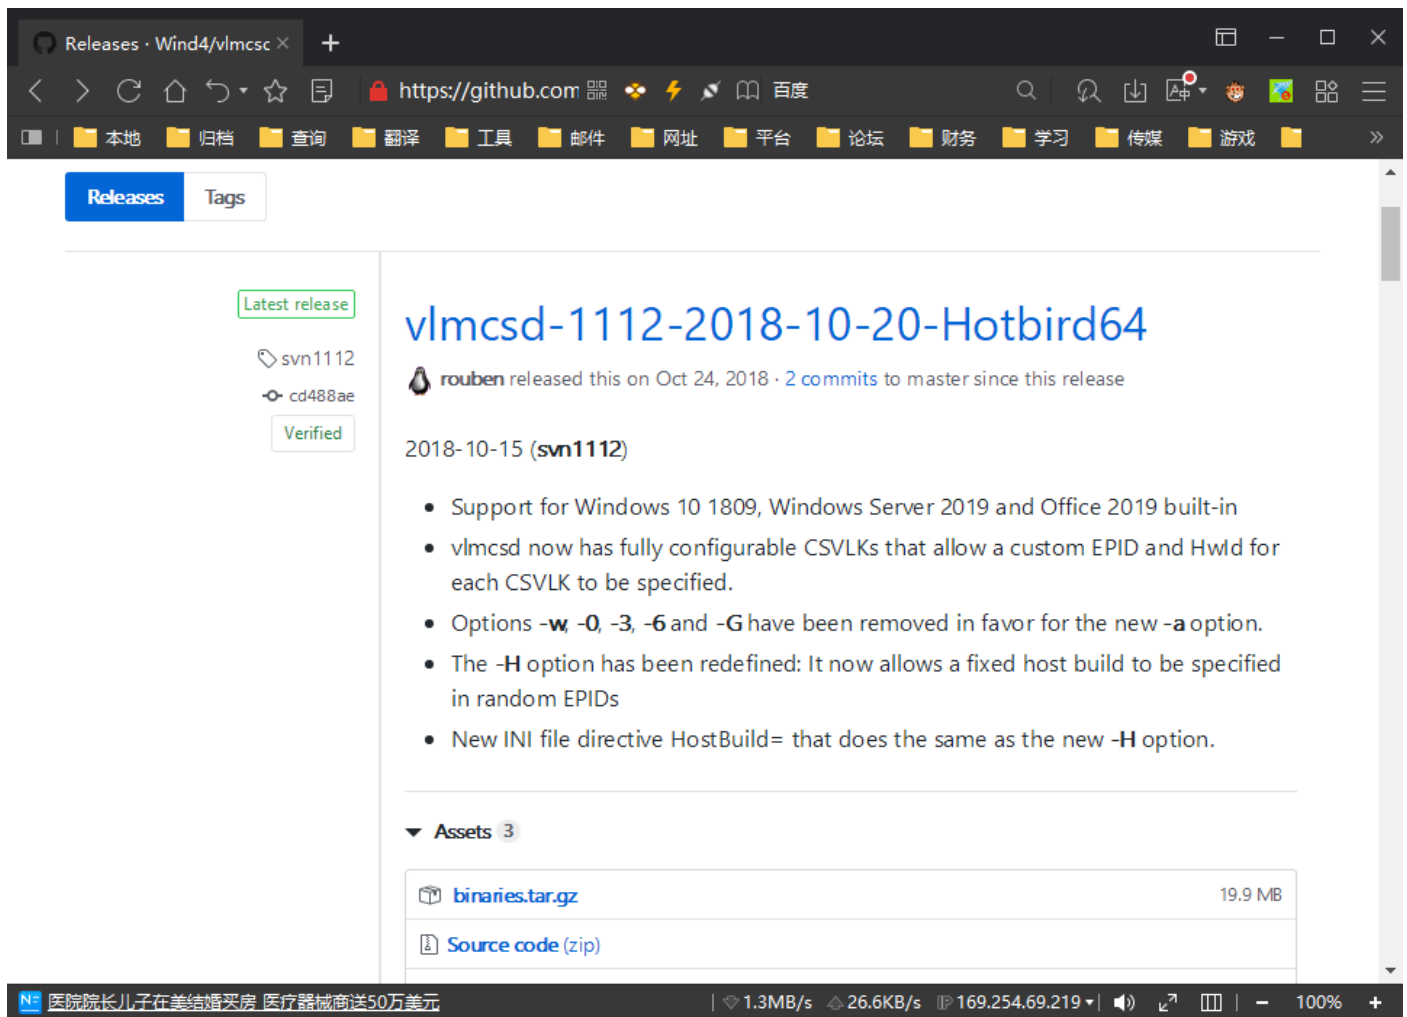 Releases · Wind4/vlmcsc
https://github.com 百度
本地 归档 查询 翻译 工具 邮件 网址 平台 论坛 财务 学习 传媒 游戏
Releases Tags
Latest release
svn1112
cd488ae
Verified
vlmcsd-1112-2018-10-20-Hotbird64
rouben released this on Oct 24, 2018 · 2 commits to master since this release
2018-10-15 (svn1112)
Support for Windows 10 1809, Windows Server 2019 and Office 2019 built-in
vlmcsd now has fully configurable CSVLKs that allow a custom EPID and HwId for
each CSVLK to be specified.
Options -w, -0, -3, -6 and -G have been removed in favor for the new -a option.
The -H option has been redefined: It now allows a fixed host build to be specified
in random EPIDs
New INI file directive HostBuild= that does the same as the new -H option.
Assets 3
binaries.tar.gz 19.9 MB
Source code (zip)
医院院长儿子在美结婚买房 医疗器械商送50万美元 1.3MB/s 26.6KB/s IP 169.254.69.219 100%